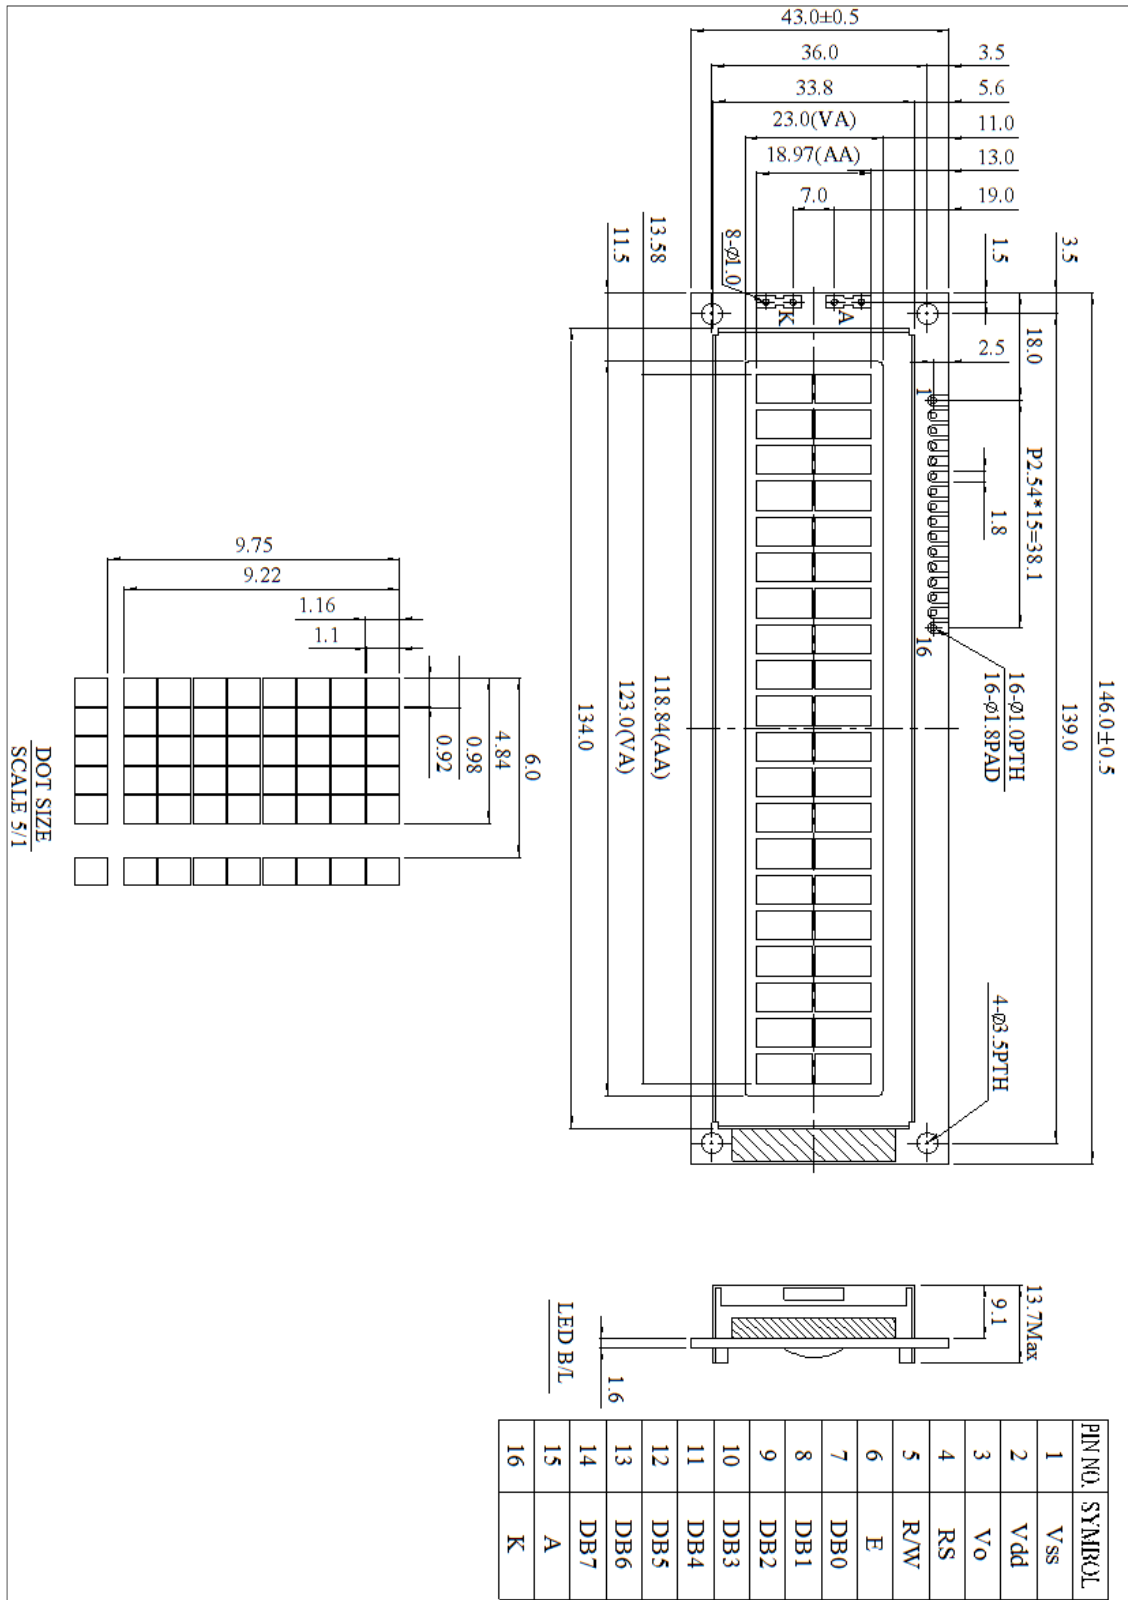 43.0±0.5
36.0
3.5
33.8
5.6
23.0(VA)
11.0
18.97(AA)
13.0
7.0
19.0
11.5
13.58
8-Ø1.0
1.5
3.5
K
A
18.0
2.5
1
P2.54*15=38.1
1.8
16
16-Ø1.0PTH
16-Ø1.8PAD
146.0±0.5
139.0
118.84(AA)
123.0(VA)
134.0
4-Ø3.5PTH
9.75
9.22
1.16
1.1
6.0
4.84
0.98
0.92
DOT SIZE
SCALE 5/1
13.7Max
9.1
1.6
LED B/L
PIN NO. SYMBOL
1 Vss
2 Vdd
3 Vo
4 RS
5 R/W
6 E
7 DB0
8 DB1
9 DB2
10 DB3
11 DB4
12 DB5
13 DB6
14 DB7
15 A
16 K